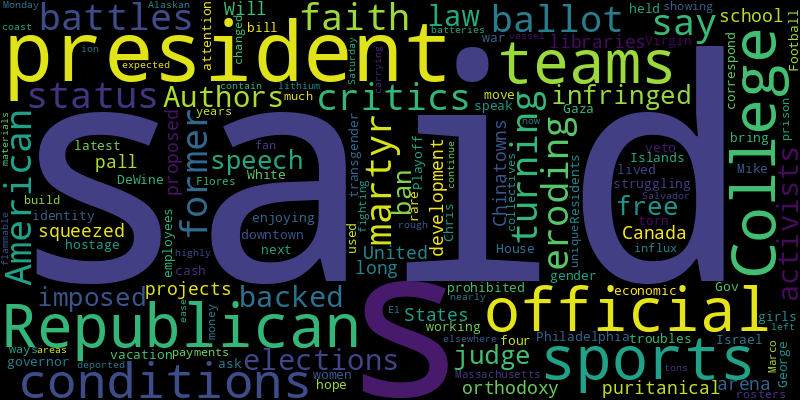 Monday
Alaskan
battles
coast
president
expected
attention
Will
changed
bill
faith
law
war
ballot
held
showing
say
school
teams
libraries
Virgin
vessel
batteries
ion
Football
correspond
status
Authors
contain
lithium
much
years
Saturday
carrying
critics
speak
move
infringed
Gaza
prison
bring
materials
American
latest
pall
DeWine
Flores
White
proposed
former
speech
fan
transgender
fighting
martyr
ban
rare
Playoff
development
continue
Chris
Chinatowns
collectives
turning
now
eroding
unique
Residents
veto
Islands
lived
struggling
Salvador
torn
free
Canada
influx
Mike
college
activists
build
identity
squeezed
hostage
employees
enjoying
downtown
next
highly
cash
used
rough
United
long
House
gender
flammable
said
.
s
imposed
projects
backed
ease
money
El
States
working
prohibited
nearly
elsewhere
four
official
economic
Gov
girls
left
Republican
Philadelphia
troubles
Israel
Marco
George
ways
areas
governor
vacation
payments
deported
ask
elections
women
hope
judge
Massachusetts
orthodoxy
sports
tons
puritanical
arena
rosters
conditions